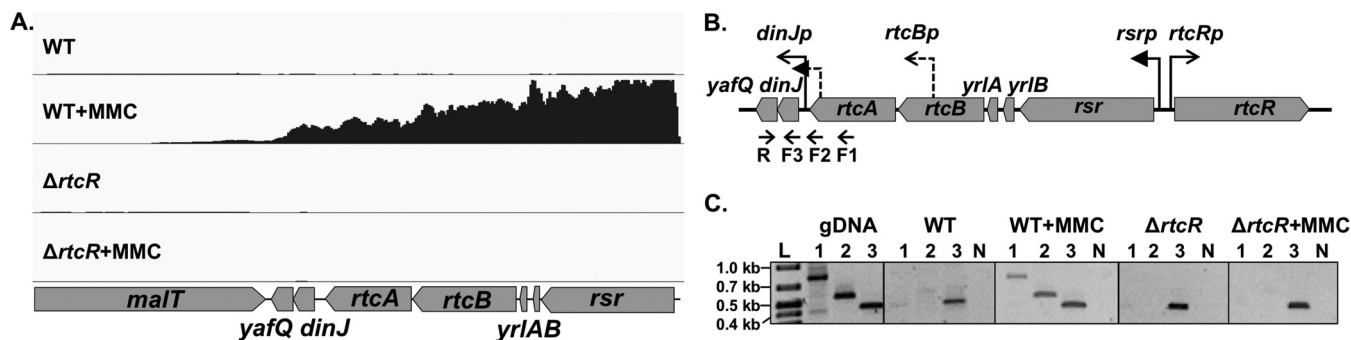 A.
WT
WT+MMC
ΔrtcR
ΔrtcR+MMC
malT
rtcA
rtcB
rsr
yafQ dinJ
yrlAB
B.
dinJp
rtcBp
rsrp
rtcRp
yafQ dinJ
yrlA yrlB
rtcA
rtcB
rsr
rtcR
R F3 F2 F1
C.
gDNA WT WT+MMC ΔrtcR ΔrtcR+MMC
L 1 2 3 1 2 3 N 1 2 3 N 1 2 3 N 1 2 3 N
1.0 kb
0.7 kb
0.5 kb
0.4 kb